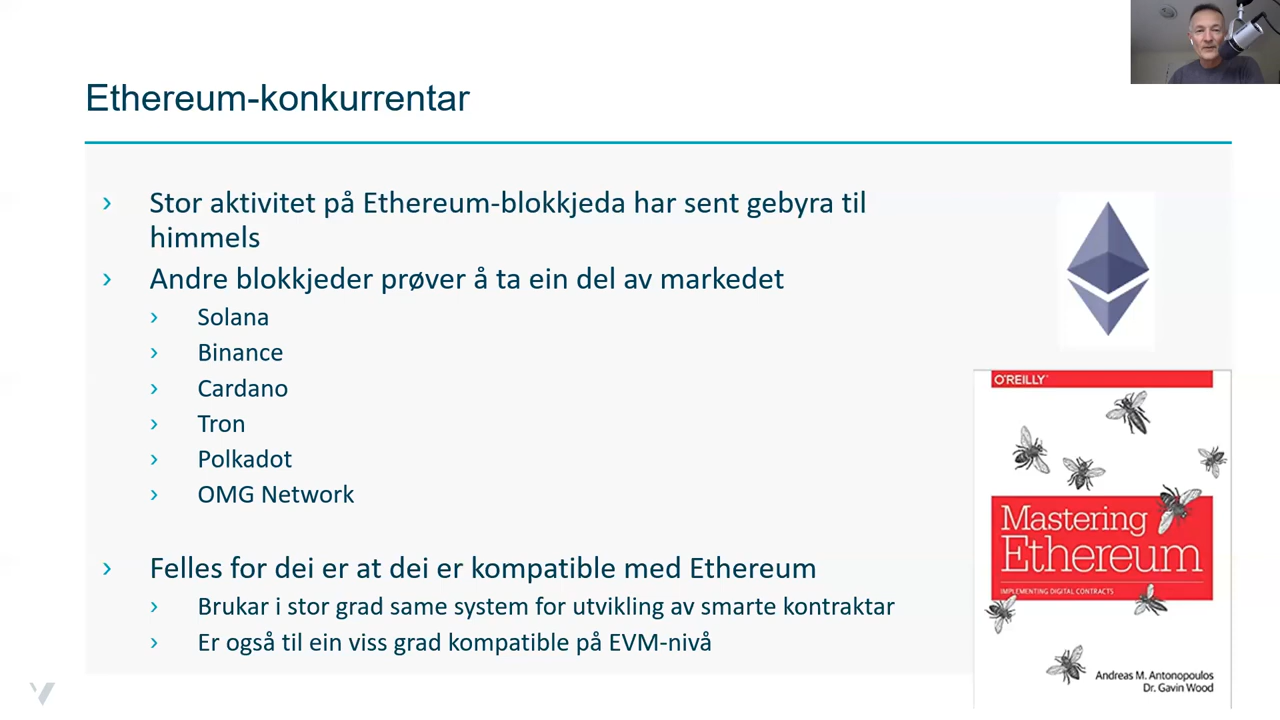 Ethereum-konkurrentar
Stor aktivitet på Ethereum-blokkjeda har sent gebyra til
himmels
Andre blokkjeder prøver å ta ein del av markedet
Solana
Binance
Cardano
Tron
Polkadot
OMG Network
Felles for dei er at dei er kompatible med Ethereum
Brukar i stor grad same system for utvikling av smarte kontraktar
Er også til ein viss grad kompatible på EVM-nivå
O'REILLY
Mastering
Ethereum
IMPLEMENTING DIGITAL CONTRACTS
Andreas M. Antonopoulos
Dr. Gavin Wood